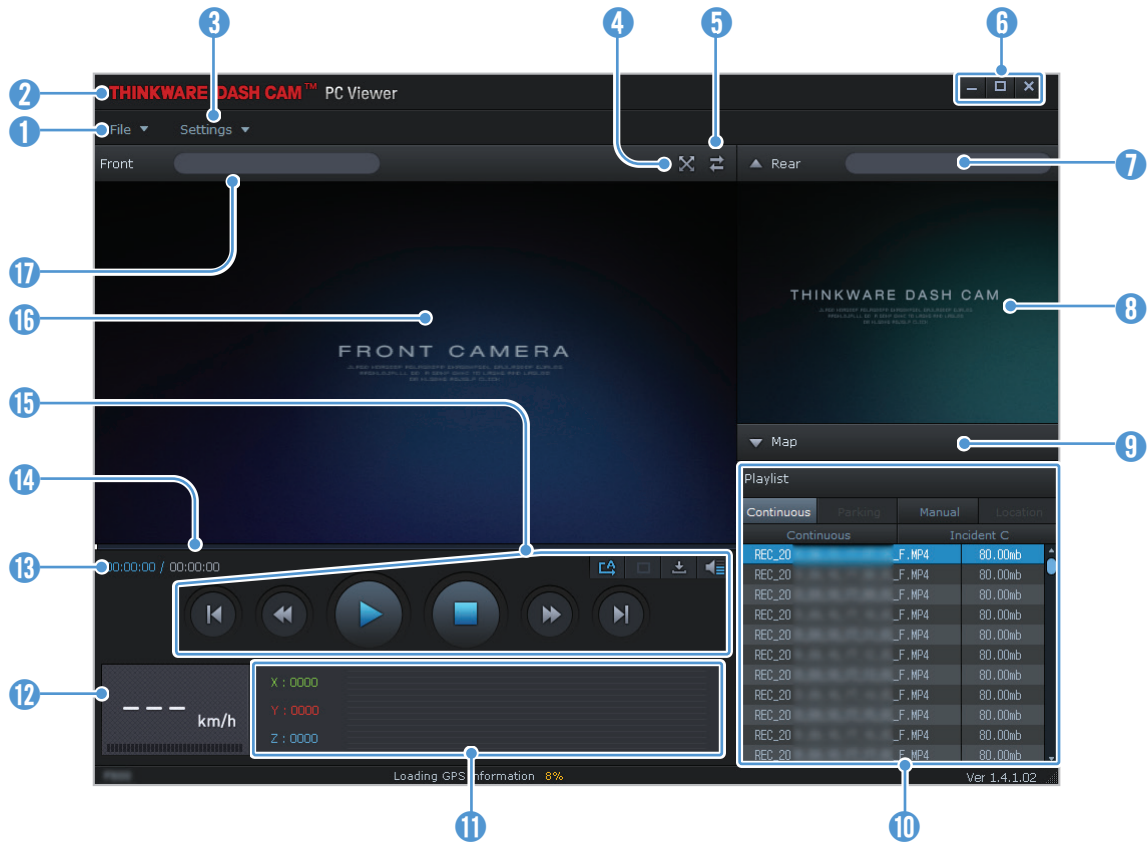 3
4
5
6
2
THINKWARE DASH CAM™ PC Viewer
1
File
Settings
Front
Rear
7
17
THINKWARE DASH CAM
8
16
FRONT CAMERA
15
Map
9
14
Playlist
Continuous
Parking
Manual
Location
Continuous
Incident C
13
00:00:00 / 00:00:00
REC_20 _F.MP4 80.00mb
REC_20 _F.MP4 80.00mb
REC_20 _F.MP4 80.00mb
REC_20 _F.MP4 80.00mb
REC_20 _F.MP4 80.00mb
REC_20 _F.MP4 80.00mb
REC_20 _F.MP4 80.00mb
REC_20 _F.MP4 80.00mb
REC_20 _F.MP4 80.00mb
REC_20 _F.MP4 80.00mb
REC_20 _F.MP4 80.00mb
12
--- km/h
X : 0000
Y : 0000
Z : 0000
Loading GPS Information 8%
Ver 1.4.1.02
11
10